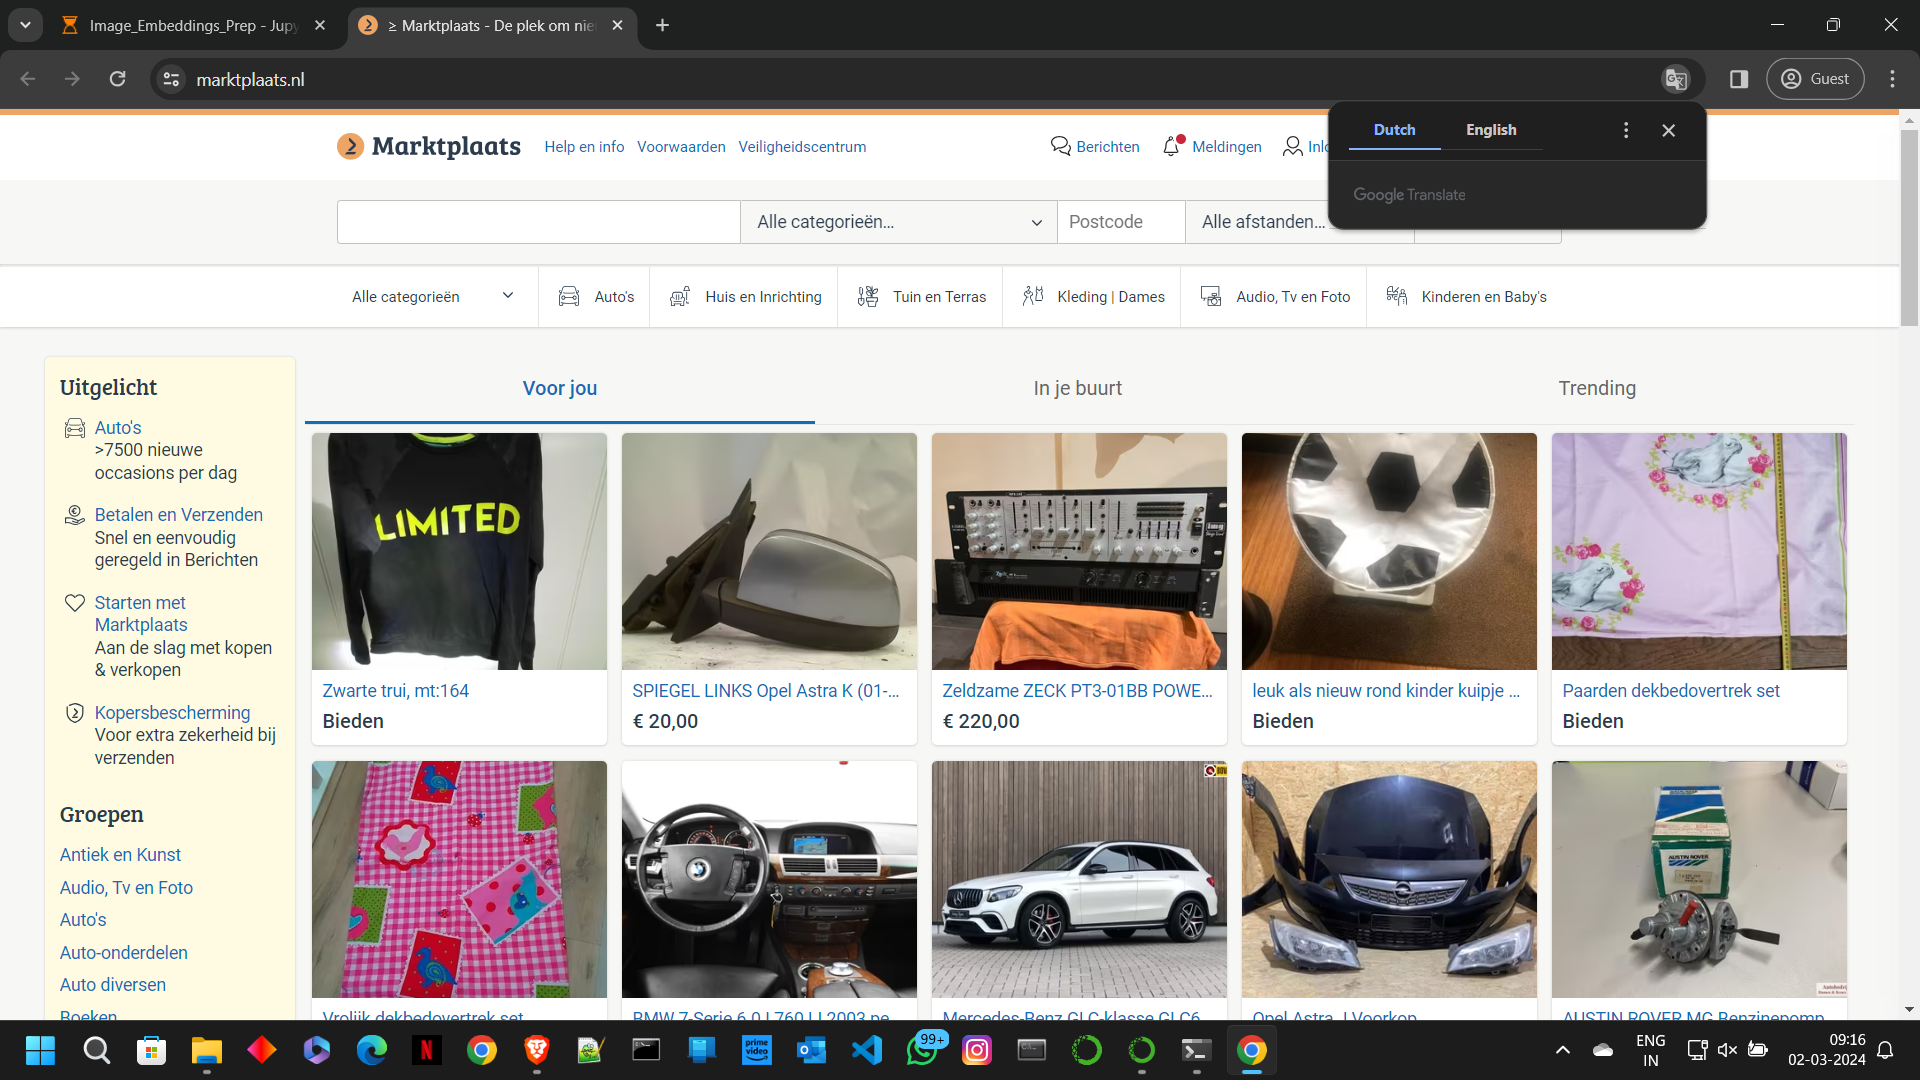 Image_Embeddings_Prep - Jupy
≥ Marktplaats - De plek om nie
marktplaats.nl
Guest
Dutch
English
Google Translate
Marktplaats
Help en info
Voorwaarden
Veiligheidscentrum
Berichten
Meldingen
Inlo
Alle categorieën...
Postcode
Alle afstanden...
Alle categorieën
Auto's
Huis en Inrichting
Tuin en Terras
Kleding | Dames
Audio, Tv en Foto
Kinderen en Baby's
Uitgelicht
Auto's
>7500 nieuwe
occasions per dag
Betalen en Verzenden
Snel en eenvoudig
geregeld in Berichten
Starten met
Marktplaats
Aan de slag met kopen
& verkopen
Kopersbescherming
Voor extra zekerheid bij
verzenden
Groepen
Antiek en Kunst
Audio, Tv en Foto
Auto's
Auto-onderdelen
Auto diversen
Boeken
Voor jou
In je buurt
Trending
LIMITED
Zwarte trui, mt:164
Bieden
SPIEGEL LINKS Opel Astra K (01-...
€ 20,00
Zeldzame ZECK PT3-01BB POWE...
€ 220,00
leuk als nieuw rond kinder kuipje ...
Bieden
Paarden dekbedovertrek set
Bieden
AUSTIN ROVER
Vrolijk dekbedovertrek set
BMW 7-Serie 6.0 I 760 LI 2003 pe
Mercedes-Benz GLC-klasse GLC6
Opel Astra J Voorkop
AUSTIN ROVER MG Benzinepomp
prime
video
99+
ENG
IN
09:16
02-03-2024